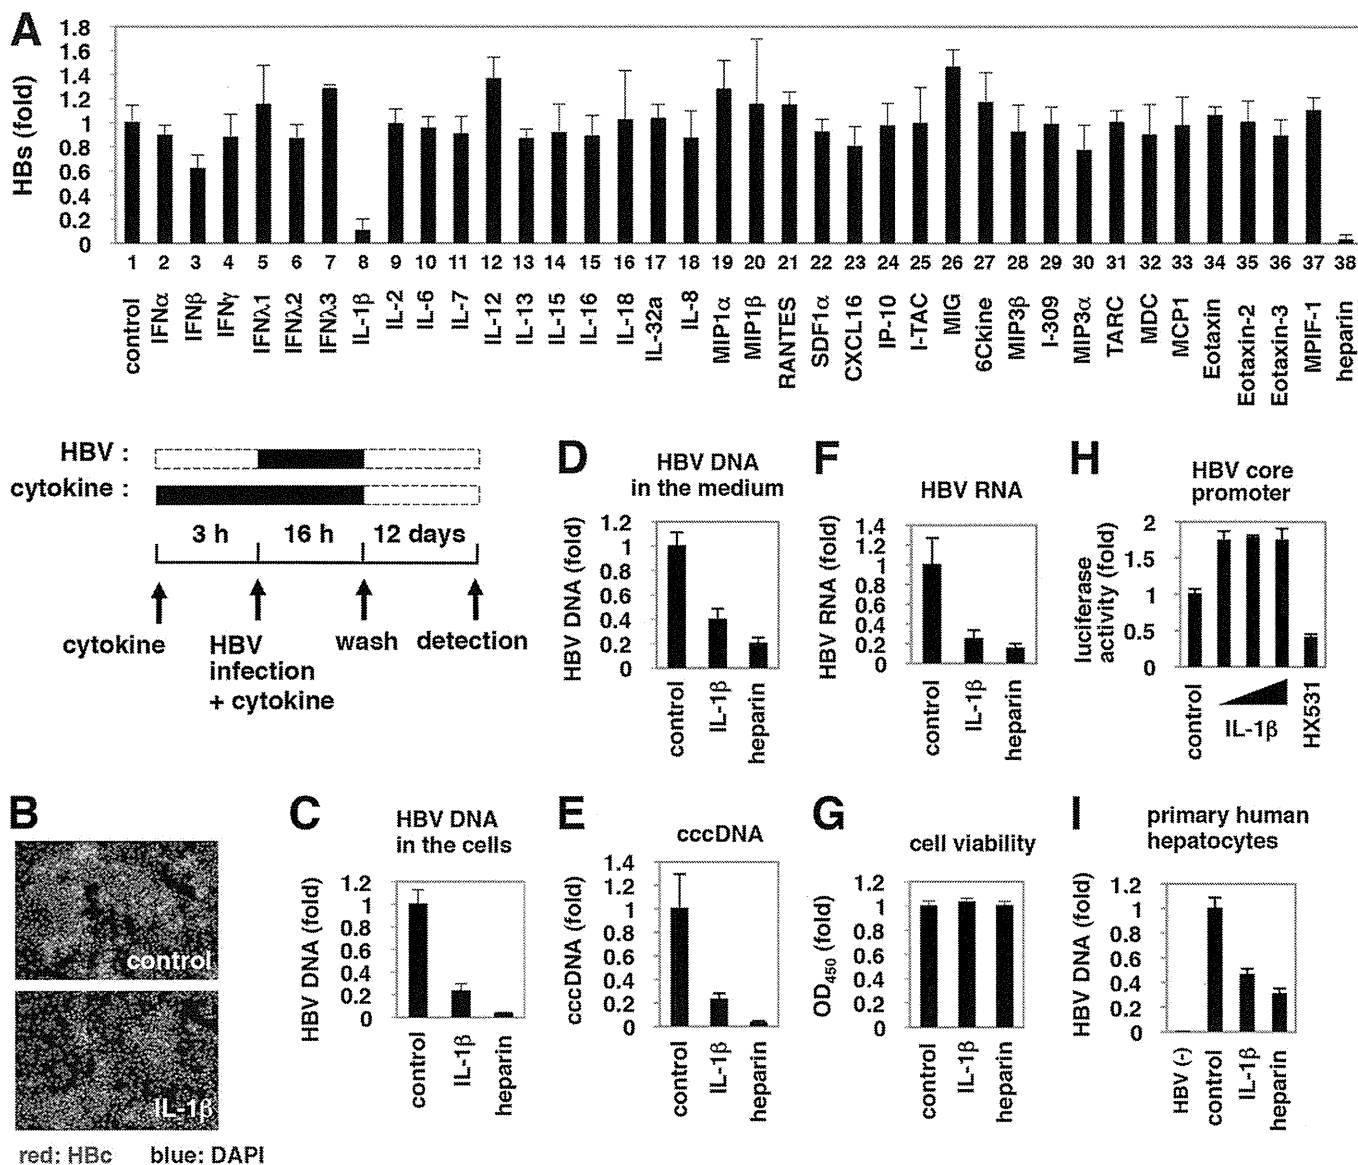 A
HBs (fold)
1.8
1.6
1.4
1.2
1
0.8
0.6
0.4
0.2
0
1 2 3 4 5 6 7 8 9 10 11 12 13 14 15 16 17 18 19 20 21 22 23 24 25 26 27 28 29 30 31 32 33 34 35 36 37 38
control
IFNα
IFNβ
IFNγ
IFNλ1
IFNλ2
IFNλ3
IL-1β
IL-2
IL-6
IL-7
IL-12
IL-13
IL-15
IL-16
IL-18
IL-32a
IL-8
MIP1α
MIP1β
RANTES
SDF1α
CXCL16
IP-10
I-TAC
MIG
6Ckine
MIP3β
I-309
MIP3α
TARC
MDC
MCP1
Eotaxin
Eotaxin-2
Eotaxin-3
MPIF-1
heparin
HBV :
cytokine :
3 h 16 h 12 days
cytokine
HBV
infection
+ cytokine
wash
detection
D
HBV DNA
in the medium
HBV DNA (fold)
1.2
1
0.8
0.6
0.4
0.2
0
control
IL-1β
heparin
F
HBV RNA
HBV RNA (fold)
1.4
1.2
1
0.8
0.6
0.4
0.2
0
control
IL-1β
heparin
H
HBV core
promoter
luciferase
activity (fold)
2
1.5
1
0.5
0
control
IL-1β
HX531
B
control
IL-1β
red: HBc blue: DAPI
C
HBV DNA
in the cells
HBV DNA (fold)
1.2
1
0.8
0.6
0.4
0.2
0
control
IL-1β
heparin
E
cccDNA
cccDNA (fold)
1.4
1.2
1
0.8
0.6
0.4
0.2
0
control
IL-1β
heparin
G
cell viability
OD450 (fold)
1.2
1
0.8
0.6
0.4
0.2
0
control
IL-1β
heparin
I
primary human
hepatocytes
HBV DNA (fold)
1.2
1
0.8
0.6
0.4
0.2
0
HBV (-)
control
IL-1β
heparin